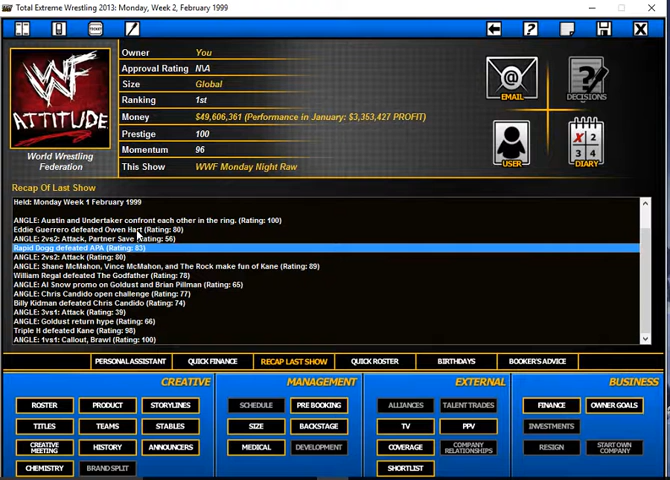 Total Extreme Wrestling 2013: Monday, Week 2, February 1999
TICKET
Owner You
Approval Rating N\A
Size Global
Ranking 1st
Money $49,606,361 (Performance in January: $3,353,427 PROFIT)
Prestige 100
Momentum 96
This Show WWF Monday Night Raw
ATTITUDE
World Wrestling
Federation
EMAIL
DECISIONS
USER
X 2
3 4
DIARY
Recap Of Last Show
Held: Monday Week 1 February 1999
ANGLE: Austin and Undertaker confront each other in the ring. (Rating: 100)
Eddie Guerrero defeated Owen Hart (Rating: 80)
ANGLE: 2vs2: Attack, Partner Save (Rating: 56)
Rapid Dogg defeated APA (Rating: 83)
ANGLE: 2vs2: Attack (Rating: 80)
ANGLE: Shane McMahon, Vince McMahon, and The Rock make fun of Kane (Rating: 89)
William Regal defeated The Godfather (Rating: 78)
ANGLE: Al Snow promo on Goldust and Brian Pillman (Rating: 65)
ANGLE: Chris Candido open challenge (Rating: 77)
Billy Kidman defeated Chris Candido (Rating: 74)
ANGLE: 3vs1: Attack (Rating: 39)
ANGLE: Goldust return hype (Rating: 66)
Triple H defeated Kane (Rating: 98)
ANGLE: 1vs1: Callout, Brawl (Rating: 100)
PERSONAL ASSISTANT QUICK FINANCE RECAP LAST SHOW QUICK ROSTER BIRTHDAYS BOOKER'S ADVICE
CREATIVE MANAGEMENT EXTERNAL BUSINESS
ROSTER PRODUCT STORYLINES SCHEDULE PRE BOOKING ALLIANCES TALENT TRADES FINANCE OWNER GOALS
TITLES TEAMS STABLES SIZE BACKSTAGE TV PPV INVESTMENTS
CREATIVE MEETING HISTORY ANNOUNCERS MEDICAL DEVELOPMENT COVERAGE COMPANY RELATIONSHIPS RESIGN START OWN COMPANY
CHEMISTRY BRAND SPLIT SHORTLIST